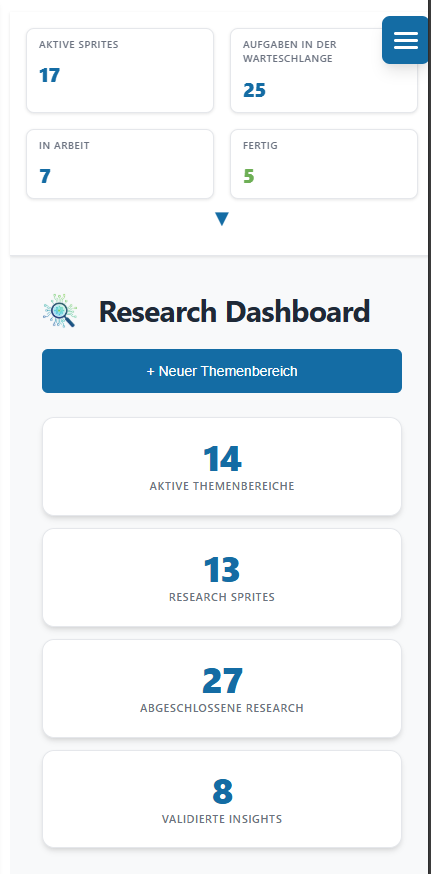 AKTIVE SPRITES
17
AUFGABEN IN DER
WARTESCHLANGE
25
IN ARBEIT
7
FERTIG
5
▼
Research Dashboard
+ Neuer Themenbereich
14
AKTIVE THEMENBEREICHE
13
RESEARCH SPRITES
27
ABGESCHLOSSENE RESEARCH
8
VALIDIERTE INSIGHTS